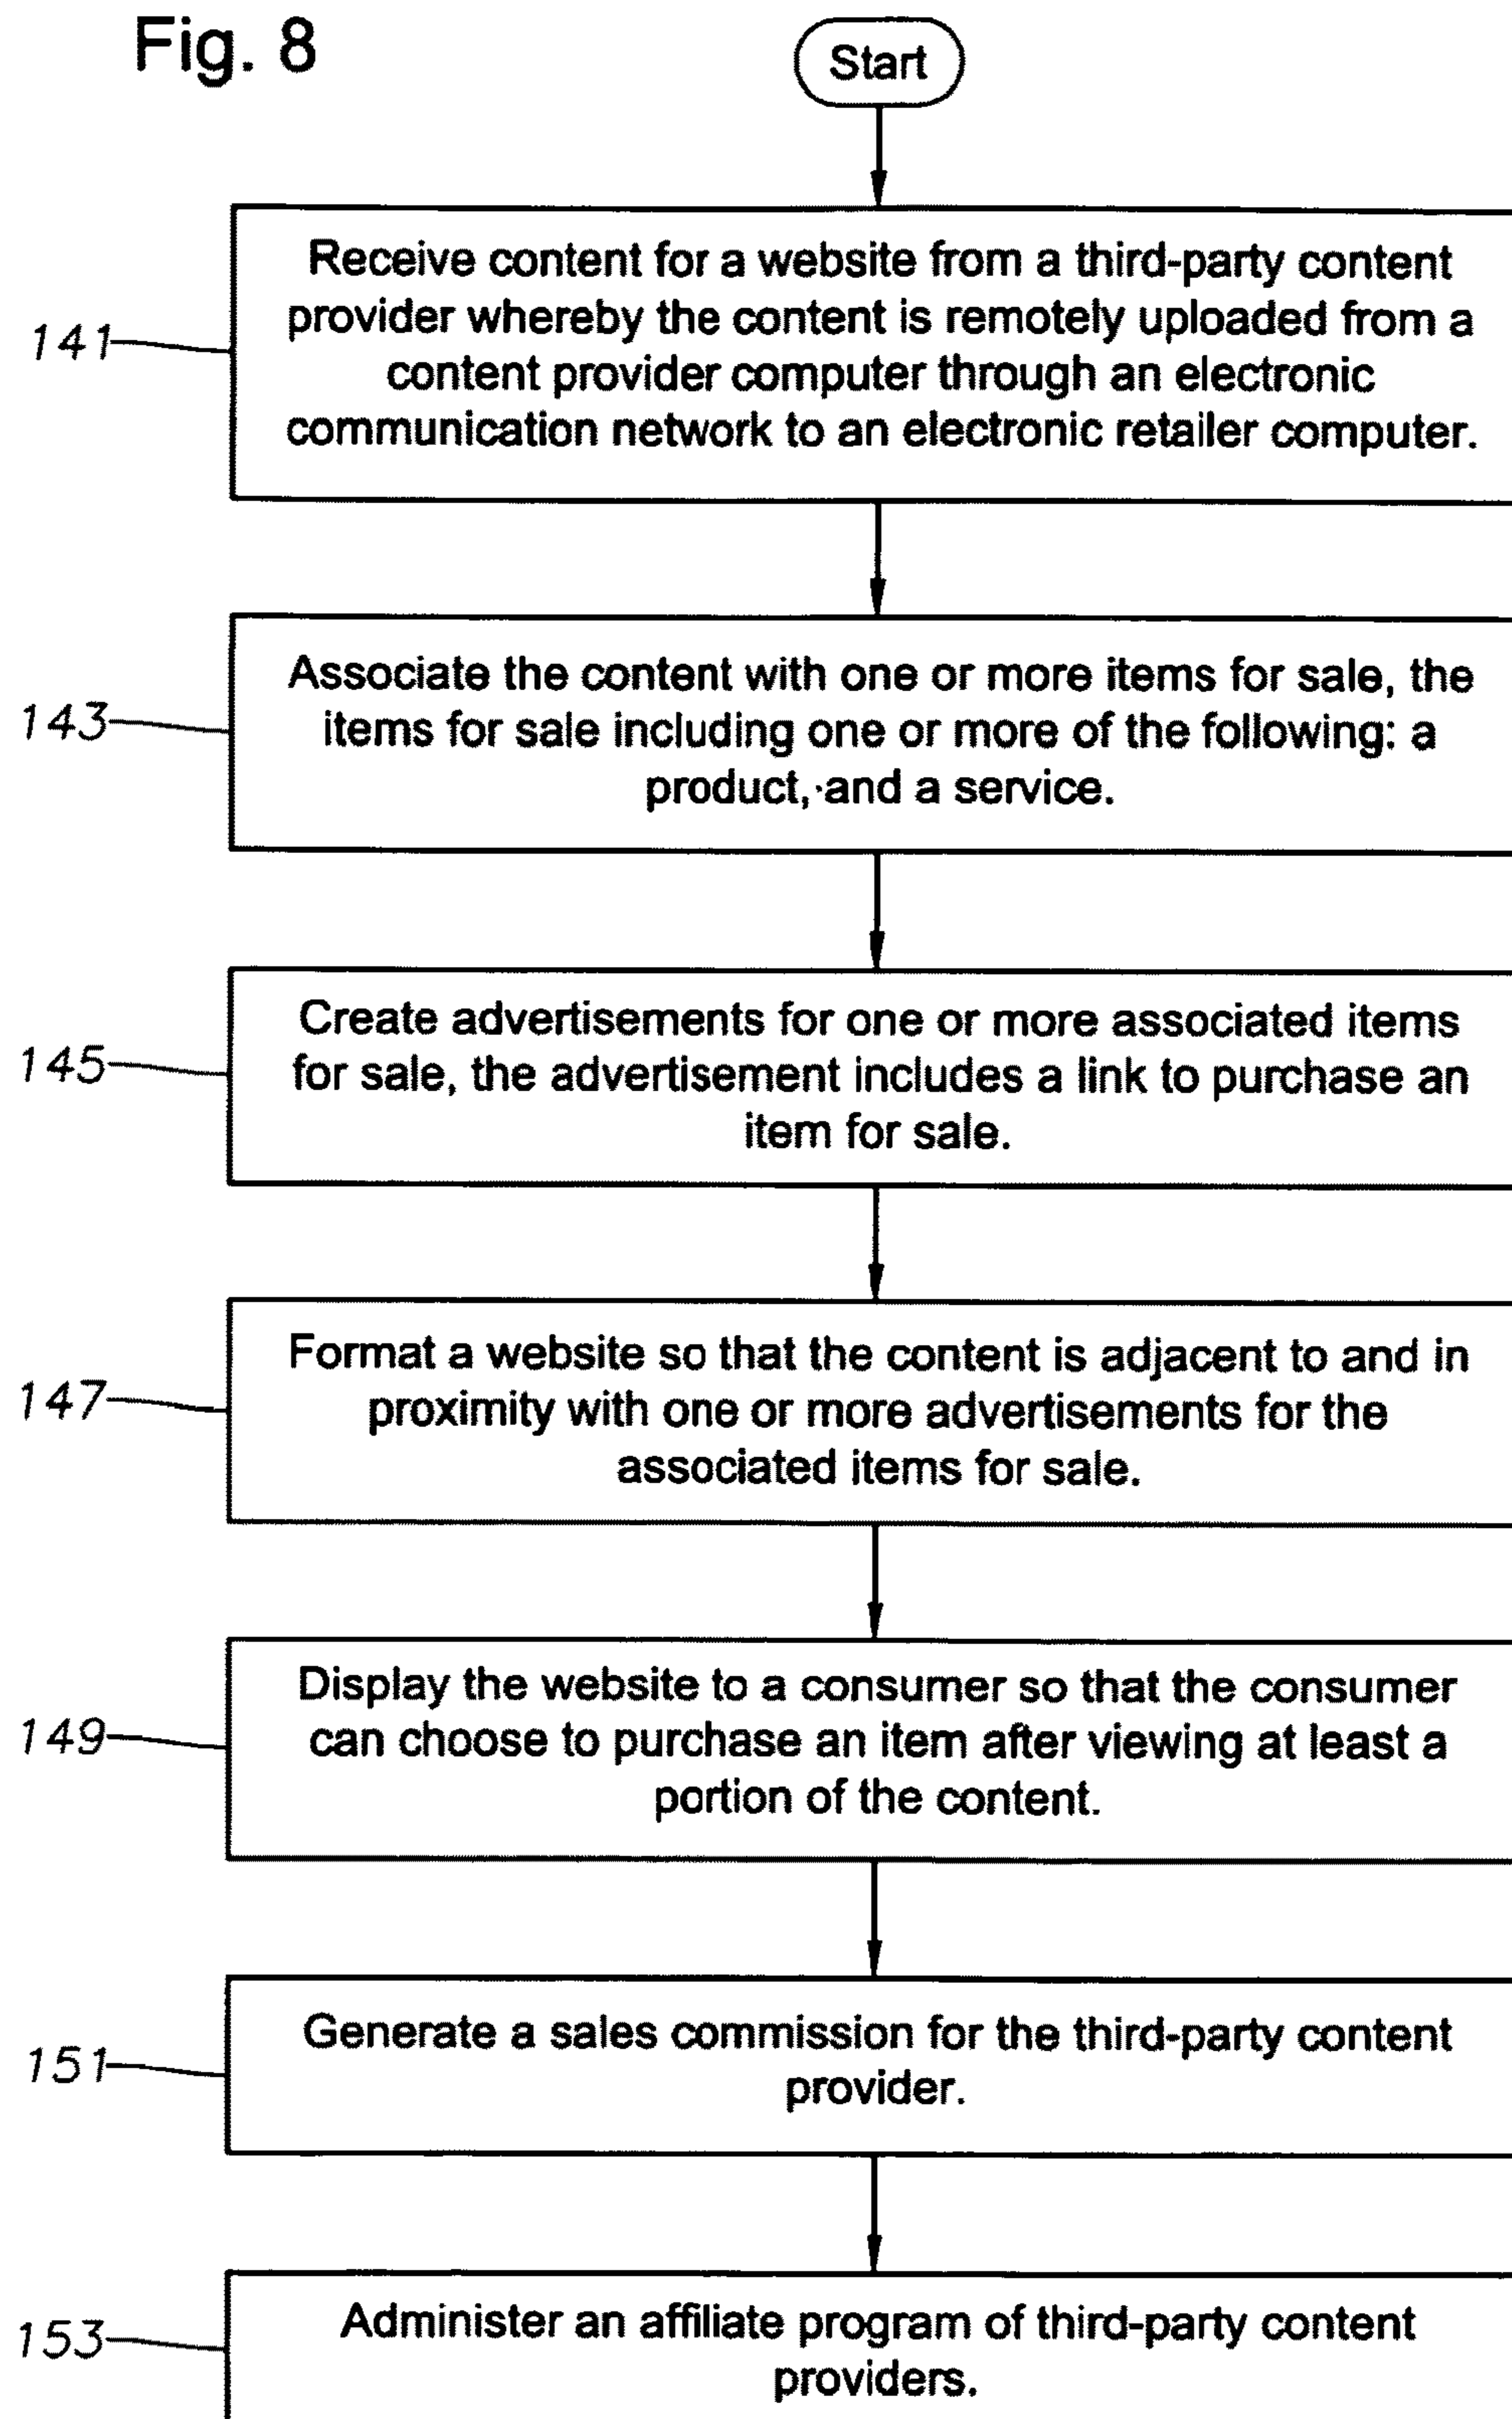 Fig. 8
Start
141
Receive content for a website from a third-party content
provider whereby the content is remotely uploaded from a
content provider computer through an electronic
communication network to an electronic retailer computer.
143
Associate the content with one or more items for sale, the
items for sale including one or more of the following: a
product, and a service.
145
Create advertisements for one or more associated items
for sale, the advertisement includes a link to purchase an
item for sale.
147
Format a website so that the content is adjacent to and in
proximity with one or more advertisements for the
associated items for sale.
149
Display the website to a consumer so that the consumer
can choose to purchase an item after viewing at least a
portion of the content.
151
Generate a sales commission for the third-party content
provider.
153
Administer an affiliate program of third-party content
providers.